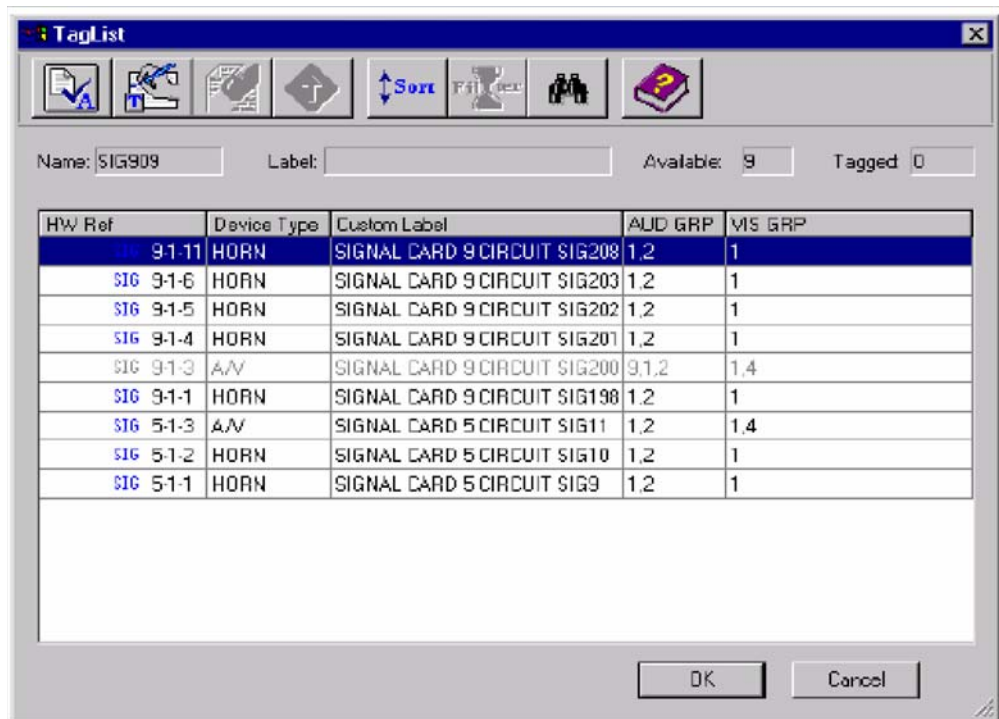 TagList
A T T Sort Filter ?
Name: SIG909 Label: Available: 9 Tagged 0
HW Ref Device Type Custom Label AUD GRP VIS GRP
SIG 9-1-11 HORN SIGNAL CARD 9 CIRCUIT SIG208 1,2 1
SIG 9-1-6 HORN SIGNAL CARD 9 CIRCUIT SIG203 1,2 1
SIG 9-1-5 HORN SIGNAL CARD 9 CIRCUIT SIG202 1,2 1
SIG 9-1-4 HORN SIGNAL CARD 9 CIRCUIT SIG201 1,2 1
SIG 9-1-3 A/V SIGNAL CARD 9 CIRCUIT SIG200 9,1,2 1,4
SIG 9-1-1 HORN SIGNAL CARD 9 CIRCUIT SIG198 1,2 1
SIG 5-1-3 A/V SIGNAL CARD 5 CIRCUIT SIG11 1,2 1,4
SIG 5-1-2 HORN SIGNAL CARD 5 CIRCUIT SIG10 1,2 1
SIG 5-1-1 HORN SIGNAL CARD 5 CIRCUIT SIG9 1,2 1
OK Cancel